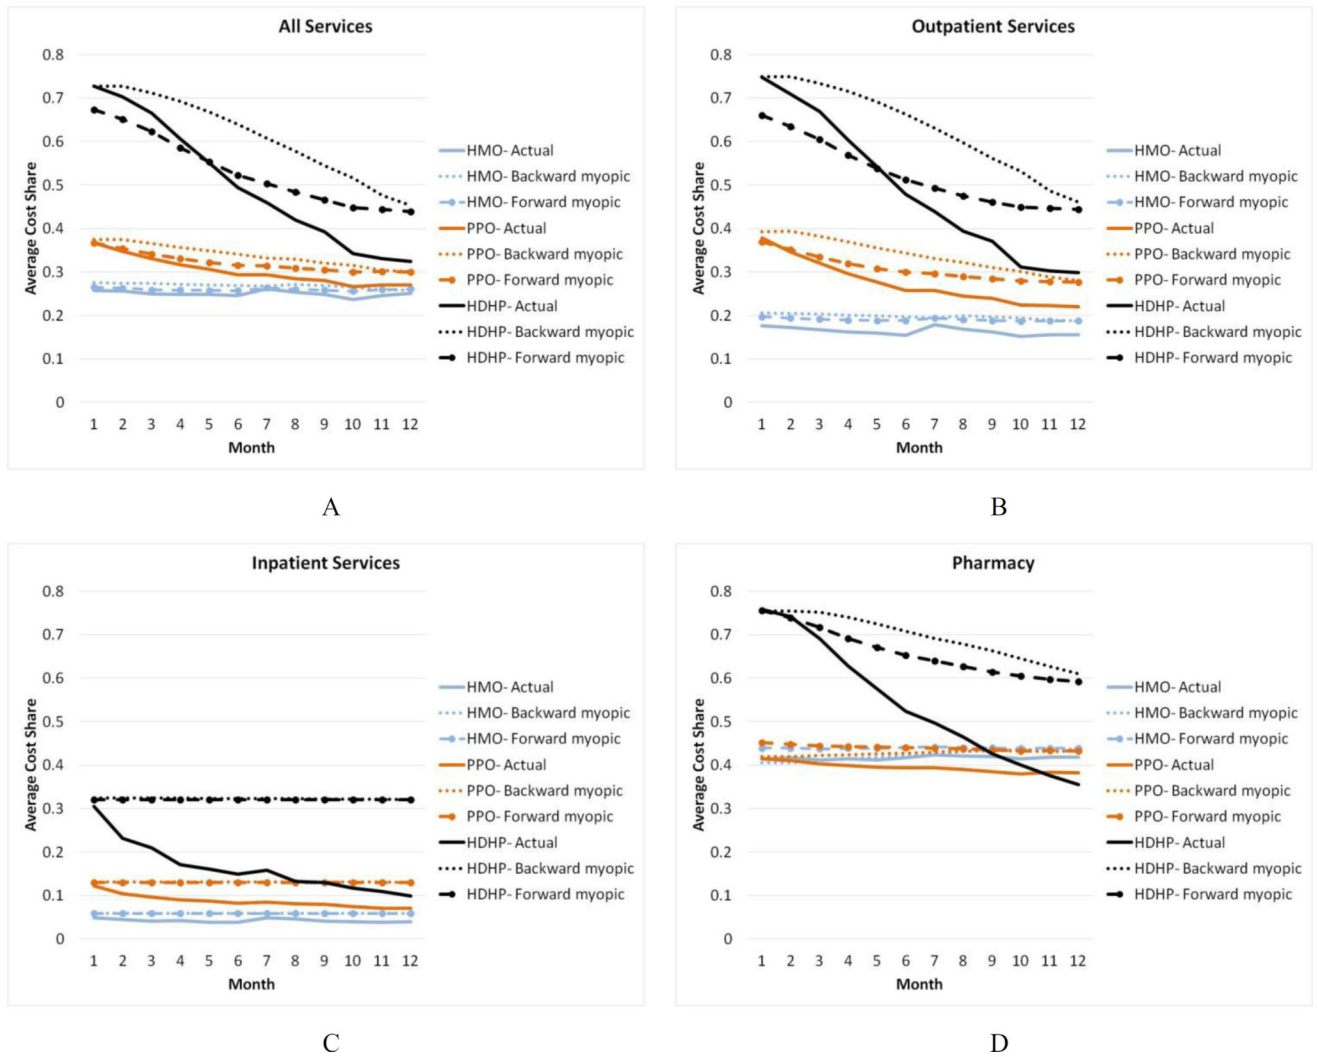 All Services
Average Cost Share
0.8
0.7
0.6
0.5
0.4
0.3
0.2
0.1
0
1 2 3 4 5 6 7 8 9 10 11 12
Month
HMO- Actual
HMO- Backward myopic
HMO- Forward myopic
PPO- Actual
PPO- Backward myopic
PPO- Forward myopic
HDHP- Actual
HDHP- Backward myopic
HDHP- Forward myopic
A
Outpatient Services
Average Cost Share
0.8
0.7
0.6
0.5
0.4
0.3
0.2
0.1
0
1 2 3 4 5 6 7 8 9 10 11 12
Month
HMO- Actual
HMO- Backward myopic
HMO- Forward myopic
PPO- Actual
PPO- Backward myopic
PPO- Forward myopic
HDHP- Actual
HDHP- Backward myopic
HDHP- Forward myopic
B
Inpatient Services
Average Cost Share
0.8
0.7
0.6
0.5
0.4
0.3
0.2
0.1
0
1 2 3 4 5 6 7 8 9 10 11 12
Month
HMO- Actual
HMO- Backward myopic
HMO- Forward myopic
PPO- Actual
PPO- Backward myopic
PPO- Forward myopic
HDHP- Actual
HDHP- Backward myopic
HDHP- Forward myopic
C
Pharmacy
Average Cost Share
0.8
0.7
0.6
0.5
0.4
0.3
0.2
0.1
0
1 2 3 4 5 6 7 8 9 10 11 12
Month
HMO- Actual
HMO- Backward myopic
HMO- Forward myopic
PPO- Actual
PPO- Backward myopic
PPO- Forward myopic
HDHP- Actual
HDHP- Backward myopic
HDHP- Forward myopic
D